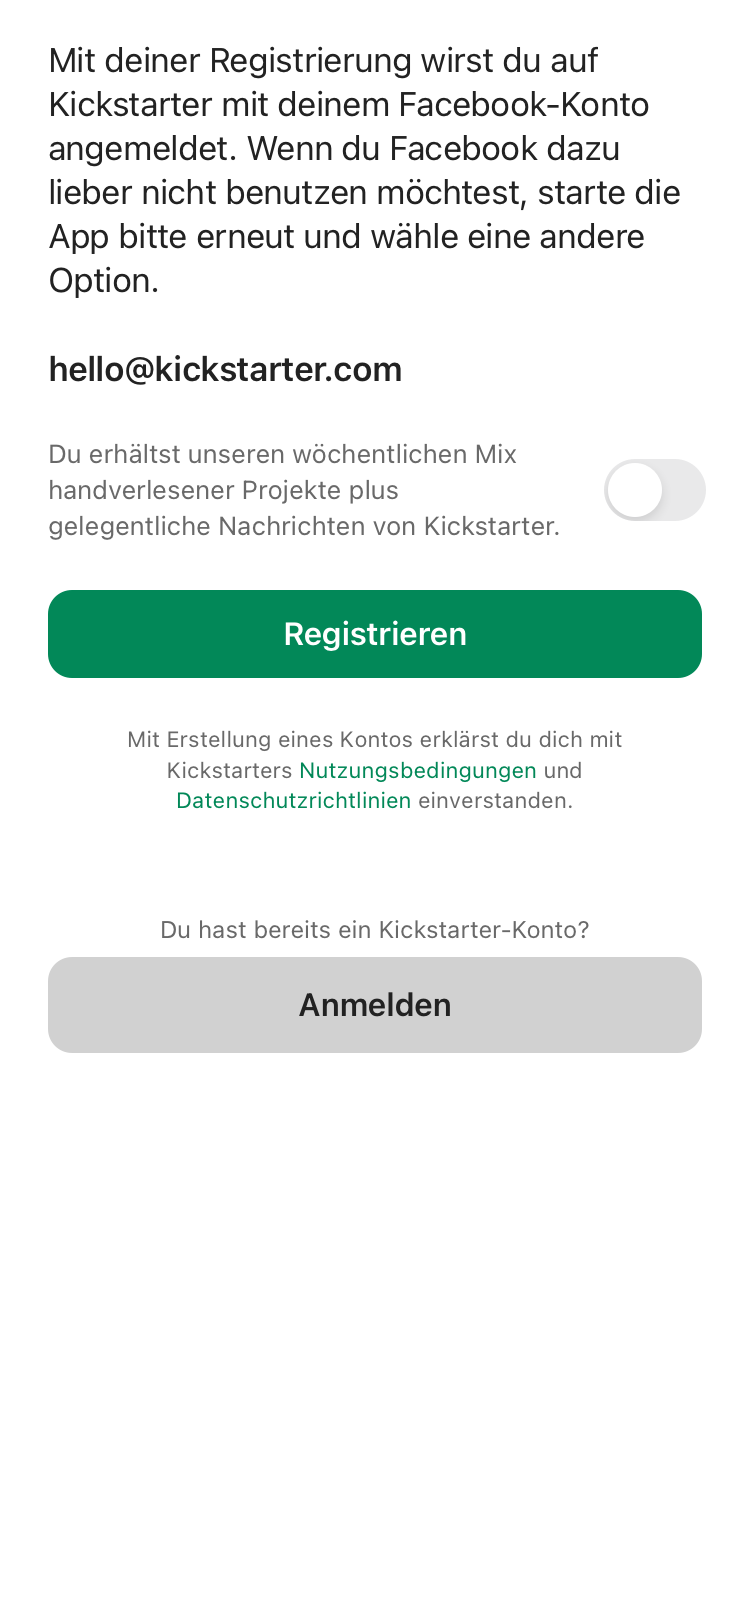 Mit deiner Registrierung wirst du auf
Kickstarter mit deinem Facebook-Konto
angemeldet. Wenn du Facebook dazu
lieber nicht benutzen möchtest, starte die
App bitte erneut und wähle eine andere
Option.
hello@kickstarter.com
Du erhältst unseren wöchentlichen Mix
handverlesener Projekte plus
gelegentliche Nachrichten von Kickstarter.
Registrieren
Mit Erstellung eines Kontos erklärst du dich mit
Kickstarters Nutzungsbedingungen und
Datenschutzrichtlinien einverstanden.
Du hast bereits ein Kickstarter-Konto?
Anmelden